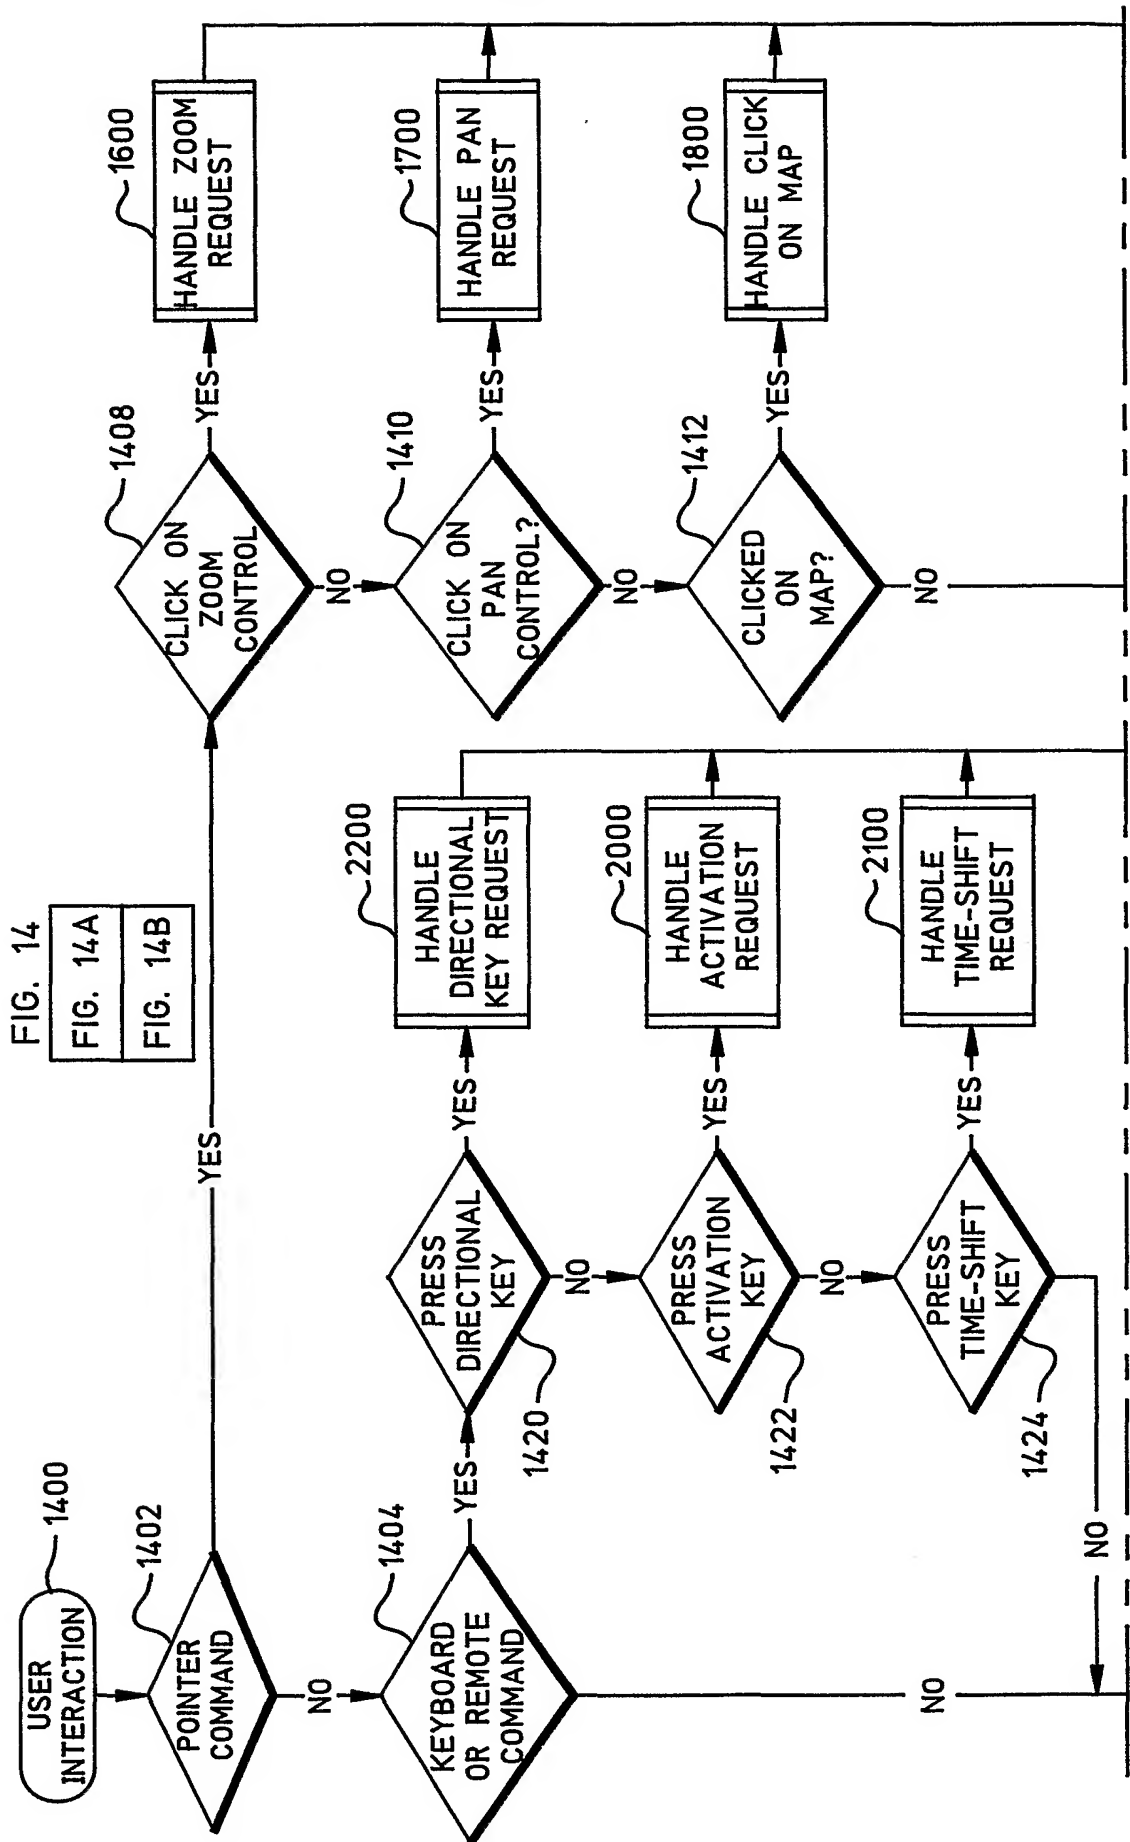 FIG. 14
FIG. 14A
FIG. 14B
USER
INTERACTION
1400
POINTER
COMMAND
1402
YES
NO
KEYBOARD
OR REMOTE
COMMAND
1404
YES
NO
CLICK ON
ZOOM
CONTROL
1408
YES
HANDLE ZOOM
REQUEST
1600
NO
CLICK ON
PAN
CONTROL?
1410
YES
HANDLE PAN
REQUEST
1700
NO
CLICKED
ON
MAP?
1412
YES
HANDLE CLICK
ON MAP
1800
NO
PRESS
DIRECTIONAL
KEY
1420
YES
HANDLE
DIRECTIONAL
KEY REQUEST
2200
NO
PRESS
ACTIVATION
KEY
1422
YES
HANDLE
ACTIVATION
REQUEST
2000
NO
PRESS
TIME-SHIFT
KEY
1424
YES
HANDLE
TIME-SHIFT
REQUEST
2100
NO